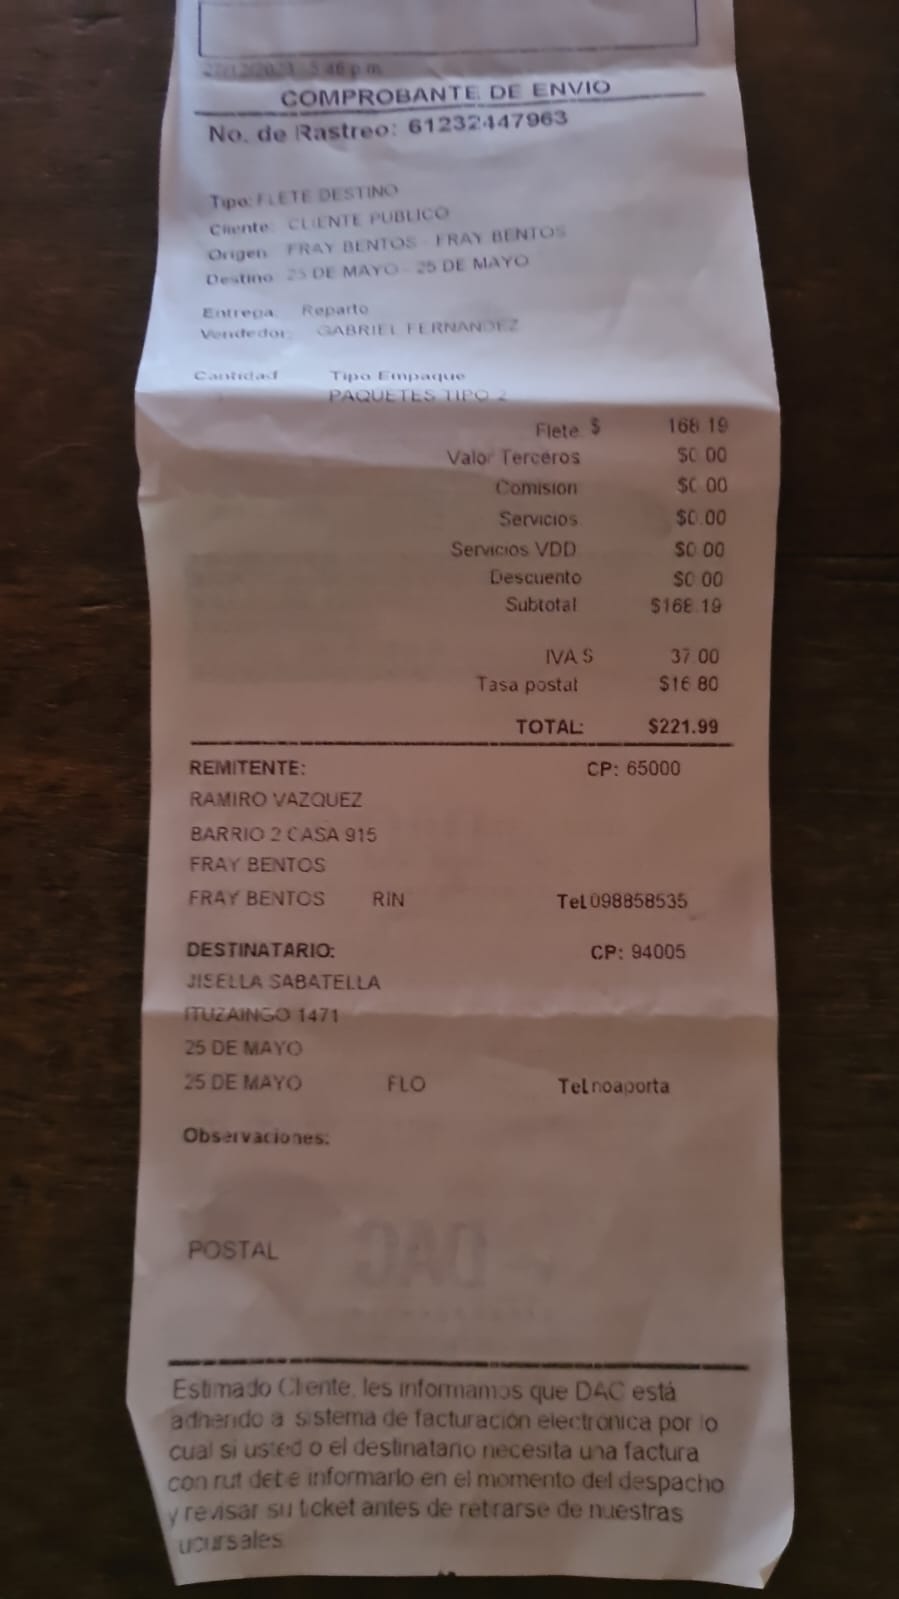 5:46 p.m.
COMPROBANTE DE ENVIO
No. de Rastreo: 61232447963
Tipo: FLETE DESTINO
Cliente: CLIENTE PUBLICO
Origen: FRAY BENTOS - FRAY BENTOS
Destino: 25 DE MAYO - 25 DE MAYO
Entrega: Reparto
Vendedor: GABRIEL FERNANDEZ
Cantidad Tipo Empaque
PAQUETES TIPO 2
Flete $ 168.19
Valor Terceros $0.00
Comision $0.00
Servicios $0.00
Servicios VDD $0.00
Descuento $0.00
Subtotal $168.19
IVA $ 37.00
Tasa postal $16.80
TOTAL: $221.99
REMITENTE: CP: 65000
RAMIRO VAZQUEZ
BARRIO 2 CASA 915
FRAY BENTOS
FRAY BENTOS RIN Tel.098858535
DESTINATARIO: CP: 94005
JISELLA SABATELLA
ITUZAINGO 1471
25 DE MAYO
25 DE MAYO FLO Tel.noaporta
Observaciones:
POSTAL
Estimado Cliente, les informamos que DAC está
adherido a sistema de facturación electrónica por lo
cual si usted o el destinatario necesita una factura
con rut debe informarlo en el momento del despacho
y revisar su ticket antes de retirarse de nuestras
ucursales